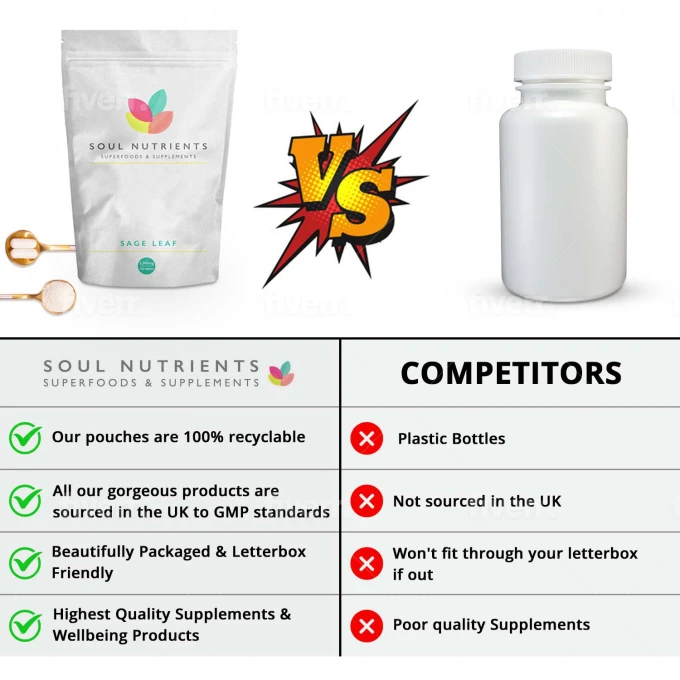 SOUL NUTRIENTS
SUPERFOODS & SUPPLEMENTS
SAGE LEAF
VS
SOUL NUTRIENTS
SUPERFOODS & SUPPLEMENTS
COMPETITORS
Our pouches are 100% recyclable
Plastic Bottles
All our gorgeous products are
sourced in the UK to GMP standards
Not sourced in the UK
Beautifully Packaged & Letterbox
Friendly
Won't fit through your letterbox
if out
Highest Quality Supplements &
Wellbeing Products
Poor quality Supplements